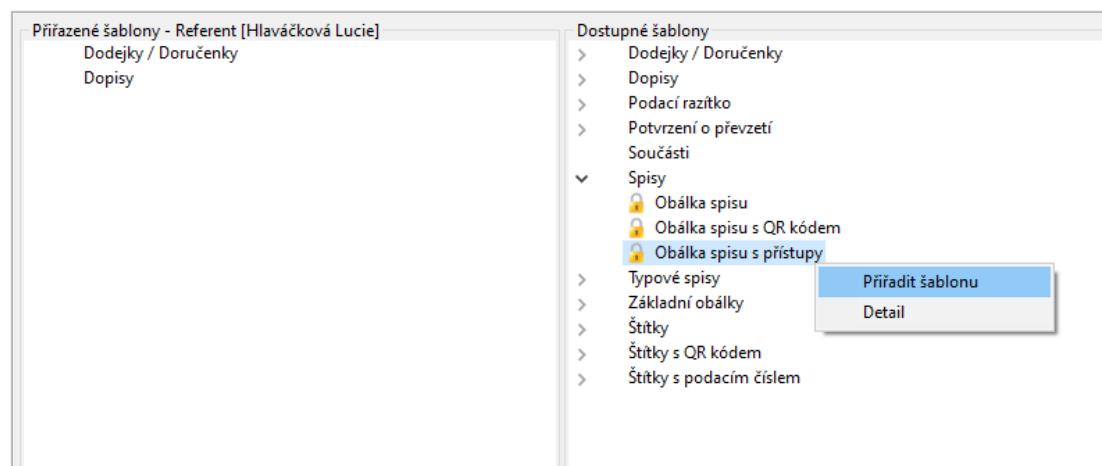 Přiřazené šablony - Referent [Hlaváčková Lucie]
Dodejky / Doručenky
Dopisy
Dostupné šablony
Dodejky / Doručenky
Dopisy
Podací razítko
Potvrzení o převzetí
Součásti
Spisy
Obálka spisu
Obálka spisu s QR kódem
Obálka spisu s přístupy
Typové spisy
Základní obálky
Štítky
Štítky s QR kódem
Štítky s podacím číslem
Přiřadit šablonu
Detail